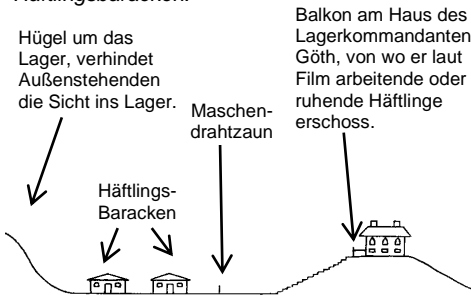 Häftlingsbaracken.
Hügel um das
Lager, verhindet
Außenstehenden
die Sicht ins Lager.
Häftlings-
Baracken
Maschen-
drahtzaun
Balkon am Haus des
Lagerkommandanten
Göth, von wo er laut
Film arbeitende oder
ruhende Häftlinge
erschoss.